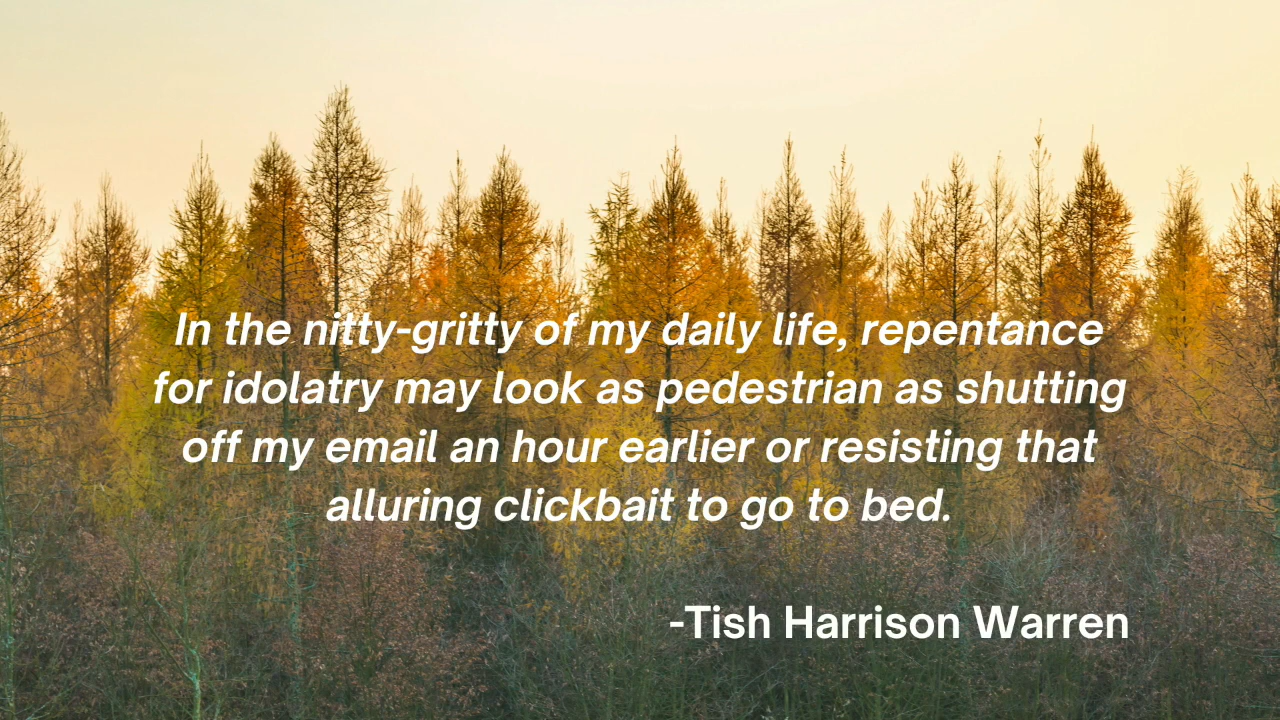 In the nitty-gritty of my daily life, repentance
for idolatry may look as pedestrian as shutting
off my email an hour earlier or resisting that
alluring clickbait to go to bed.
-Tish Harrison Warren